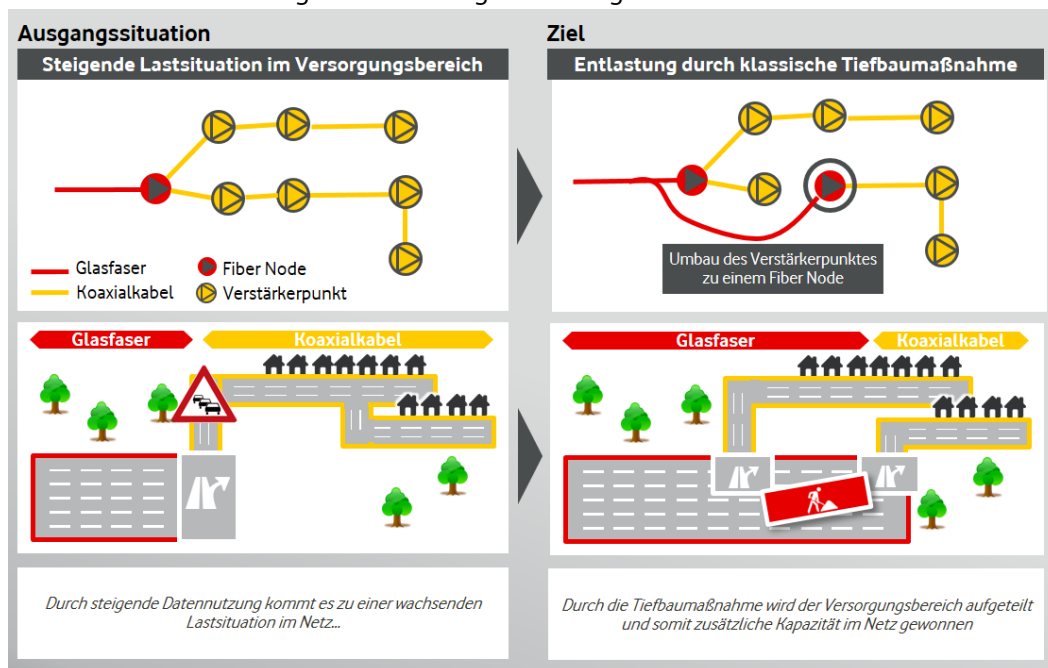 Ausgangssituation
Steigende Lastsituation im Versorgungsbereich
Glasfaser
Fiber Node
Koaxialkabel
Verstärkerpunkt
Glasfaser
Koaxialkabel
Durch steigende Datennutzung kommt es zu einer wachsenden
Lastsituation im Netz...
Ziel
Entlastung durch klassische Tiefbaumaßnahme
Umbau des Verstärkerpunktes
zu einem Fiber Node
Glasfaser
Koaxialkabel
Durch die Tiefbaumaßnahme wird der Versorgungsbereich aufgeteilt
und somit zusätzliche Kapazität im Netz gewonnen